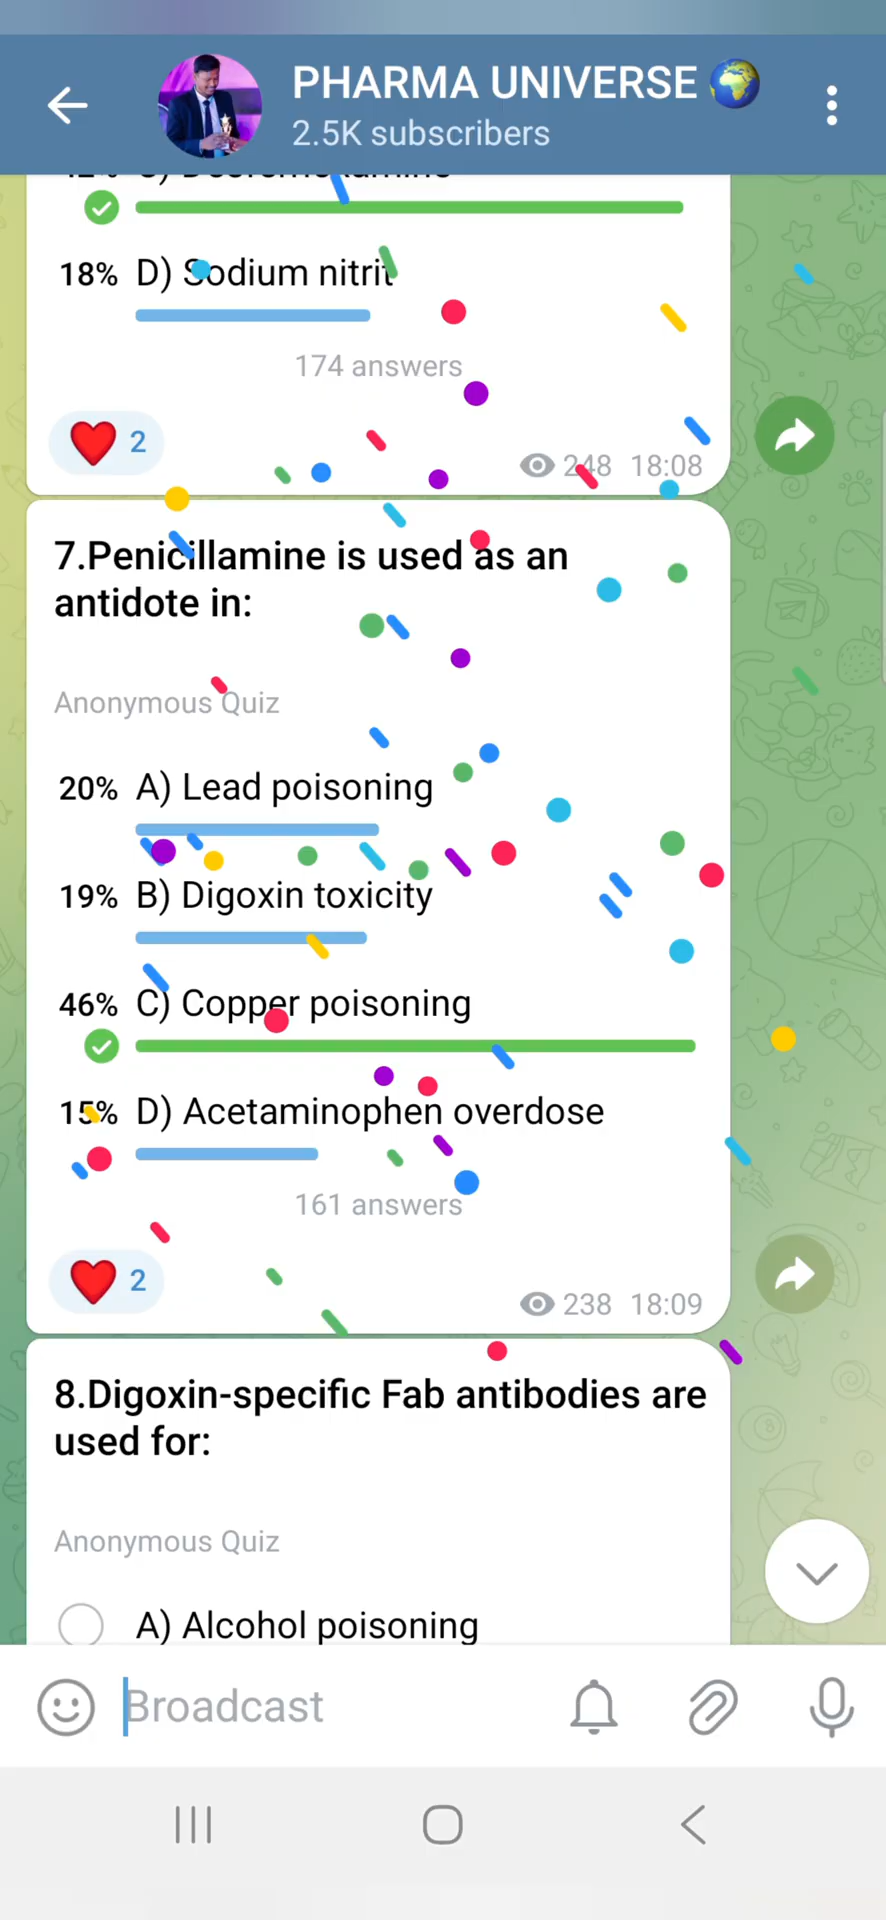 PHARMA UNIVERSE
2.5K subscribers
18% D) Sodium nitrit
174 answers
2
248 18:08
7.Penicillamine is used as an
antidote in:
Anonymous Quiz
20% A) Lead poisoning
19% B) Digoxin toxicity
46% C) Copper poisoning
15% D) Acetaminophen overdose
161 answers
2
238 18:09
8.Digoxin-specific Fab antibodies are
used for:
Anonymous Quiz
A) Alcohol poisoning
Broadcast